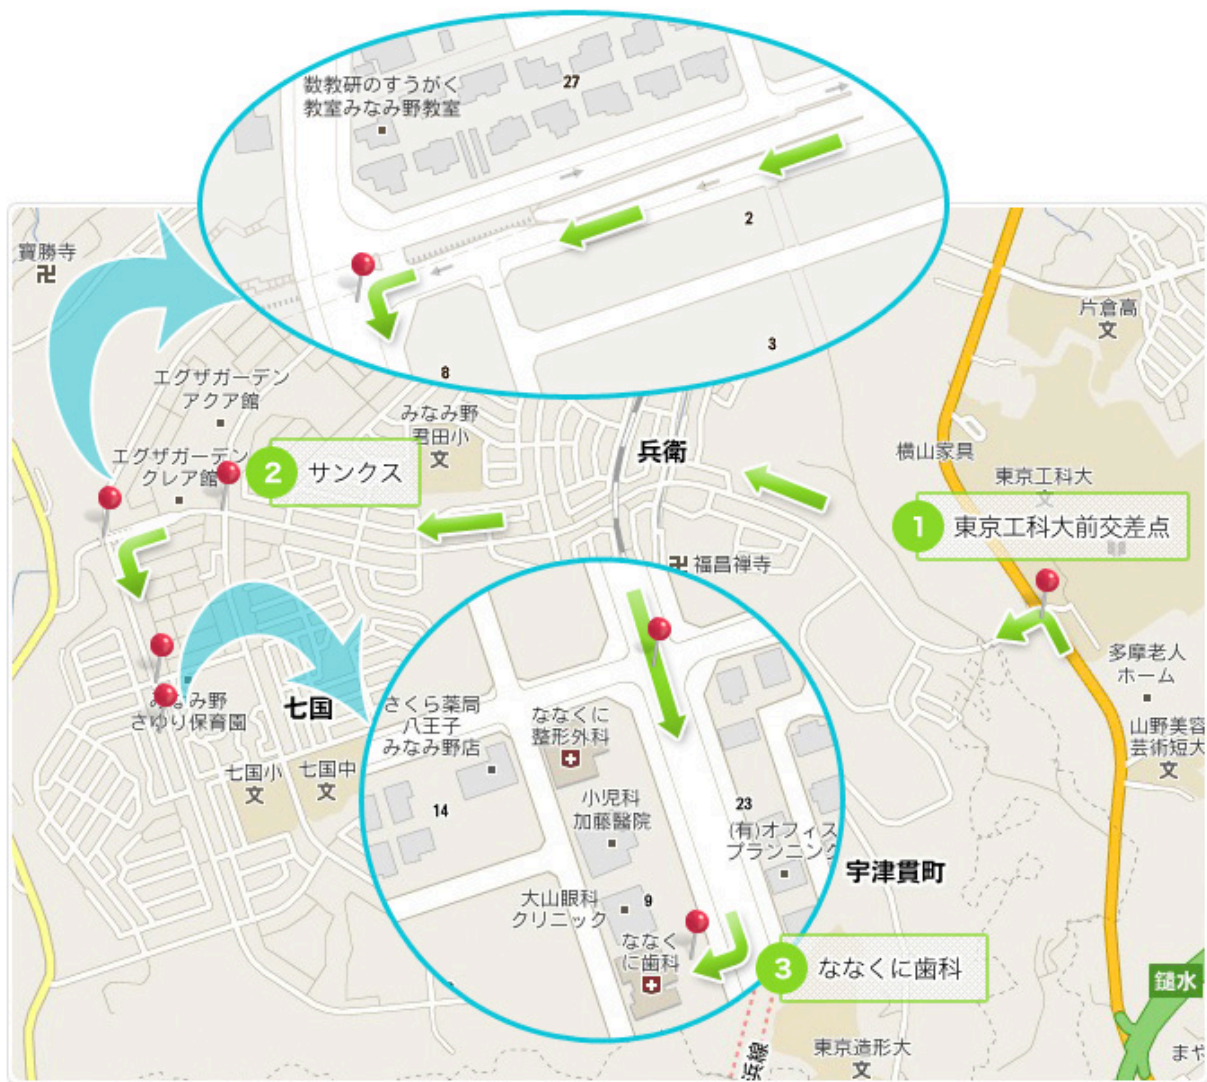 数教研のすうがく
教室みなみ野教室
27
2
3
8
寶勝寺
卍
片倉高
文
エグザガーデン
アクア館
みなみ野
君田小
文
兵衛
横山家具
エグザガーデン
クレア館
2 サンクス
東京工科大
文
1 東京工科大前交差点
卍 福昌禅寺
多摩老人
ホーム
みなみ野
さゆり保育園
七国
山野美容
芸術短大
文
さくら薬局
八王子
みなみ野店
ななくに
整形外科
七国小
文
七国中
文
14
小児科
加藤醫院
23
(有)オフィス
プランニング
宇津貫町
大山眼科
クリニック
9
ななく
に歯科
3 ななくに歯科
鑓水
浜線
東京造形大
文
まや